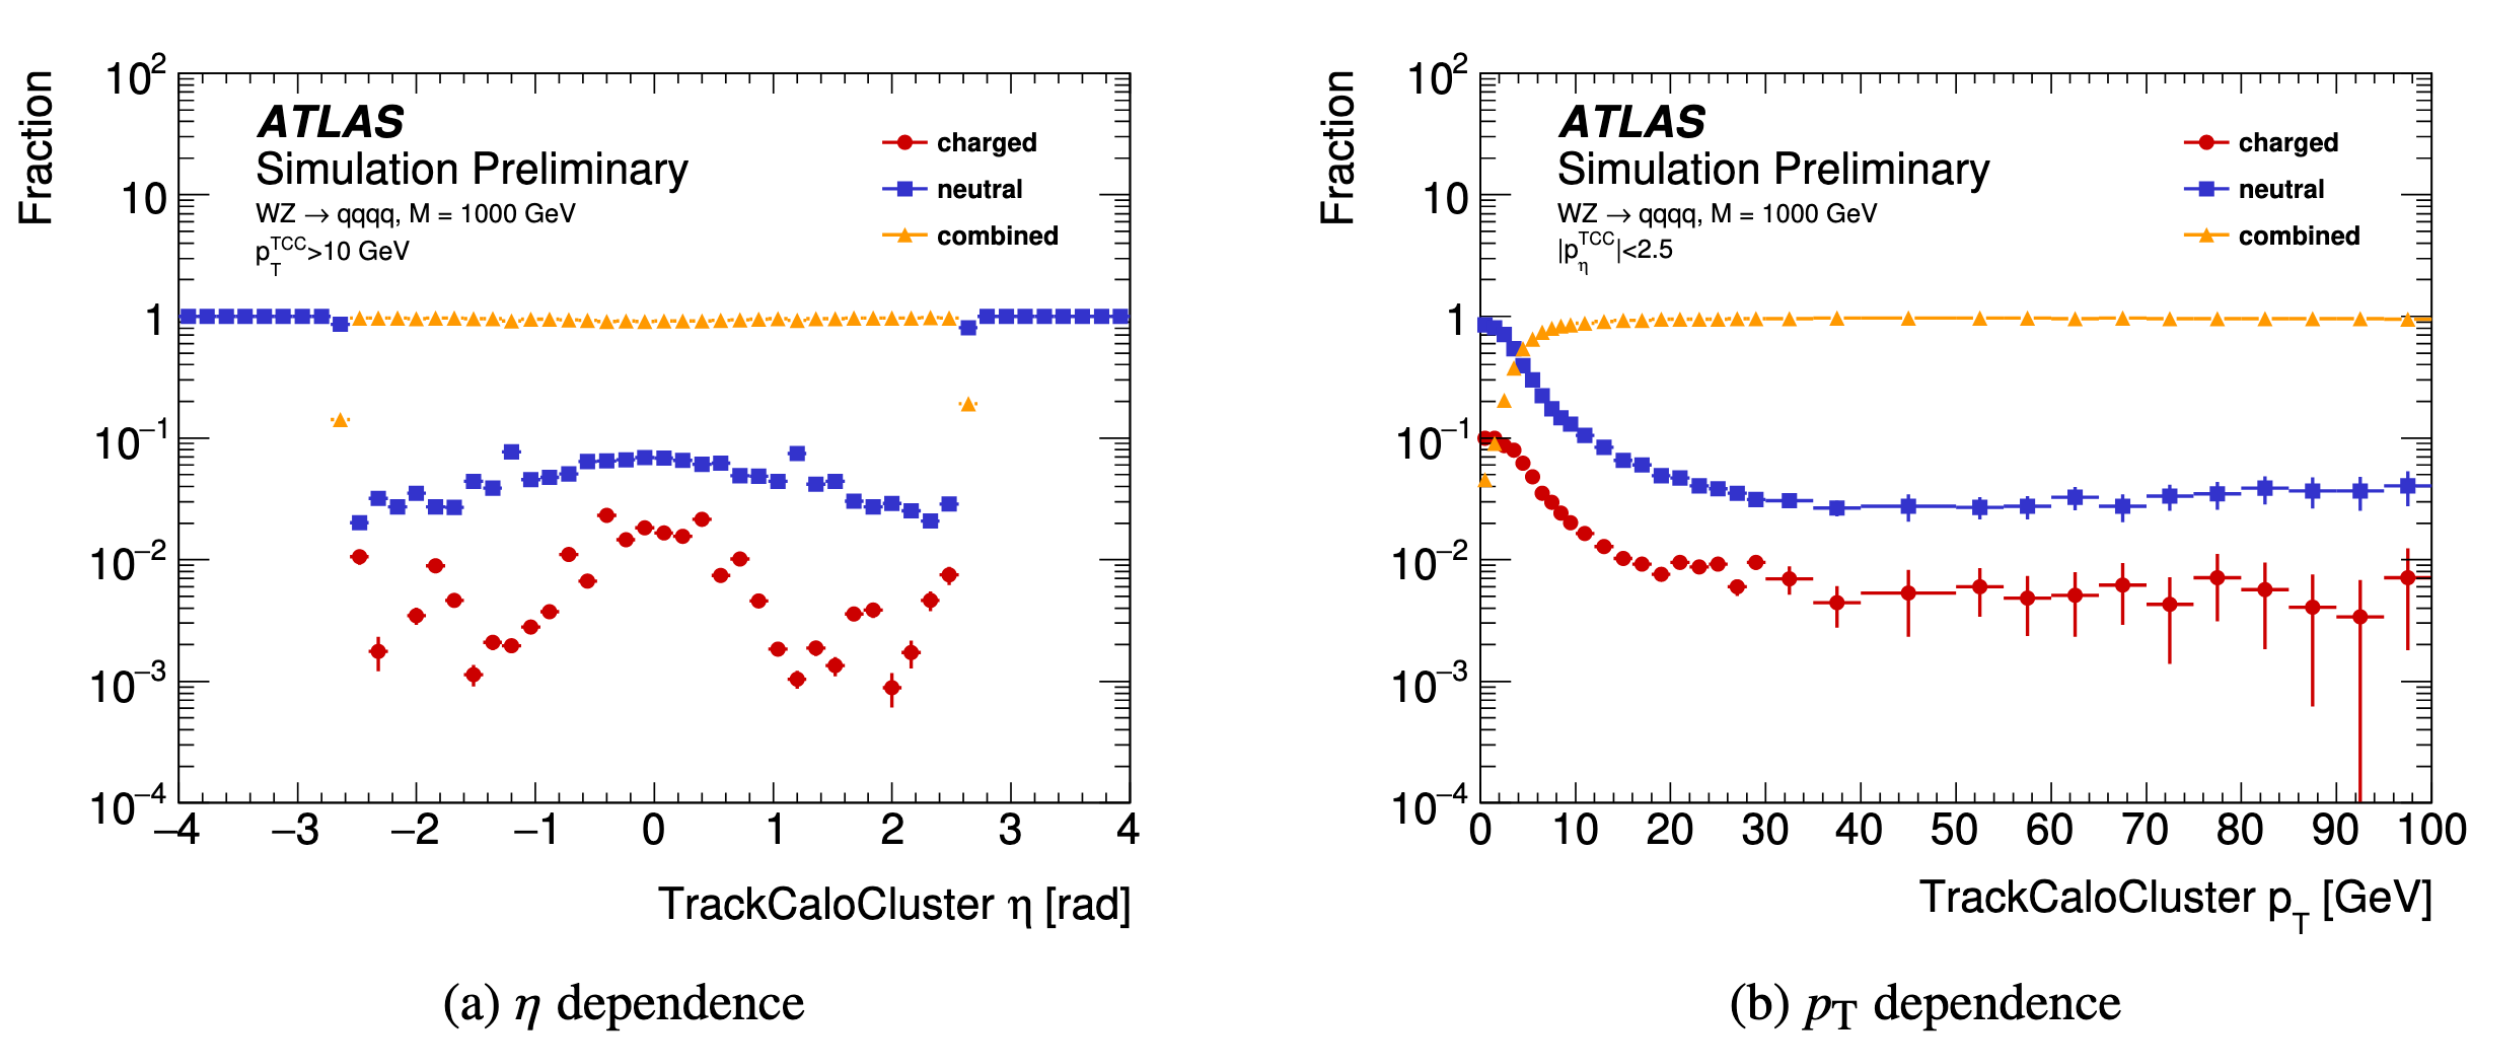 Fraction
10²
10
1
10⁻¹
10⁻²
10⁻³
10⁻⁴
ATLAS
Simulation Preliminary
WZ → qqqq, M = 1000 GeV
p_T^TCC>10 GeV
charged
neutral
combined
−4 −3 −2 −1 0 1 2 3 4
TrackCaloCluster η [rad]
(a) η dependence
Fraction
10²
10
1
10⁻¹
10⁻²
10⁻³
10⁻⁴
ATLAS
Simulation Preliminary
WZ → qqqq, M = 1000 GeV
|p_η^TCC|<2.5
charged
neutral
combined
0 10 20 30 40 50 60 70 80 90 100
TrackCaloCluster p_T [GeV]
(b) p_T dependence